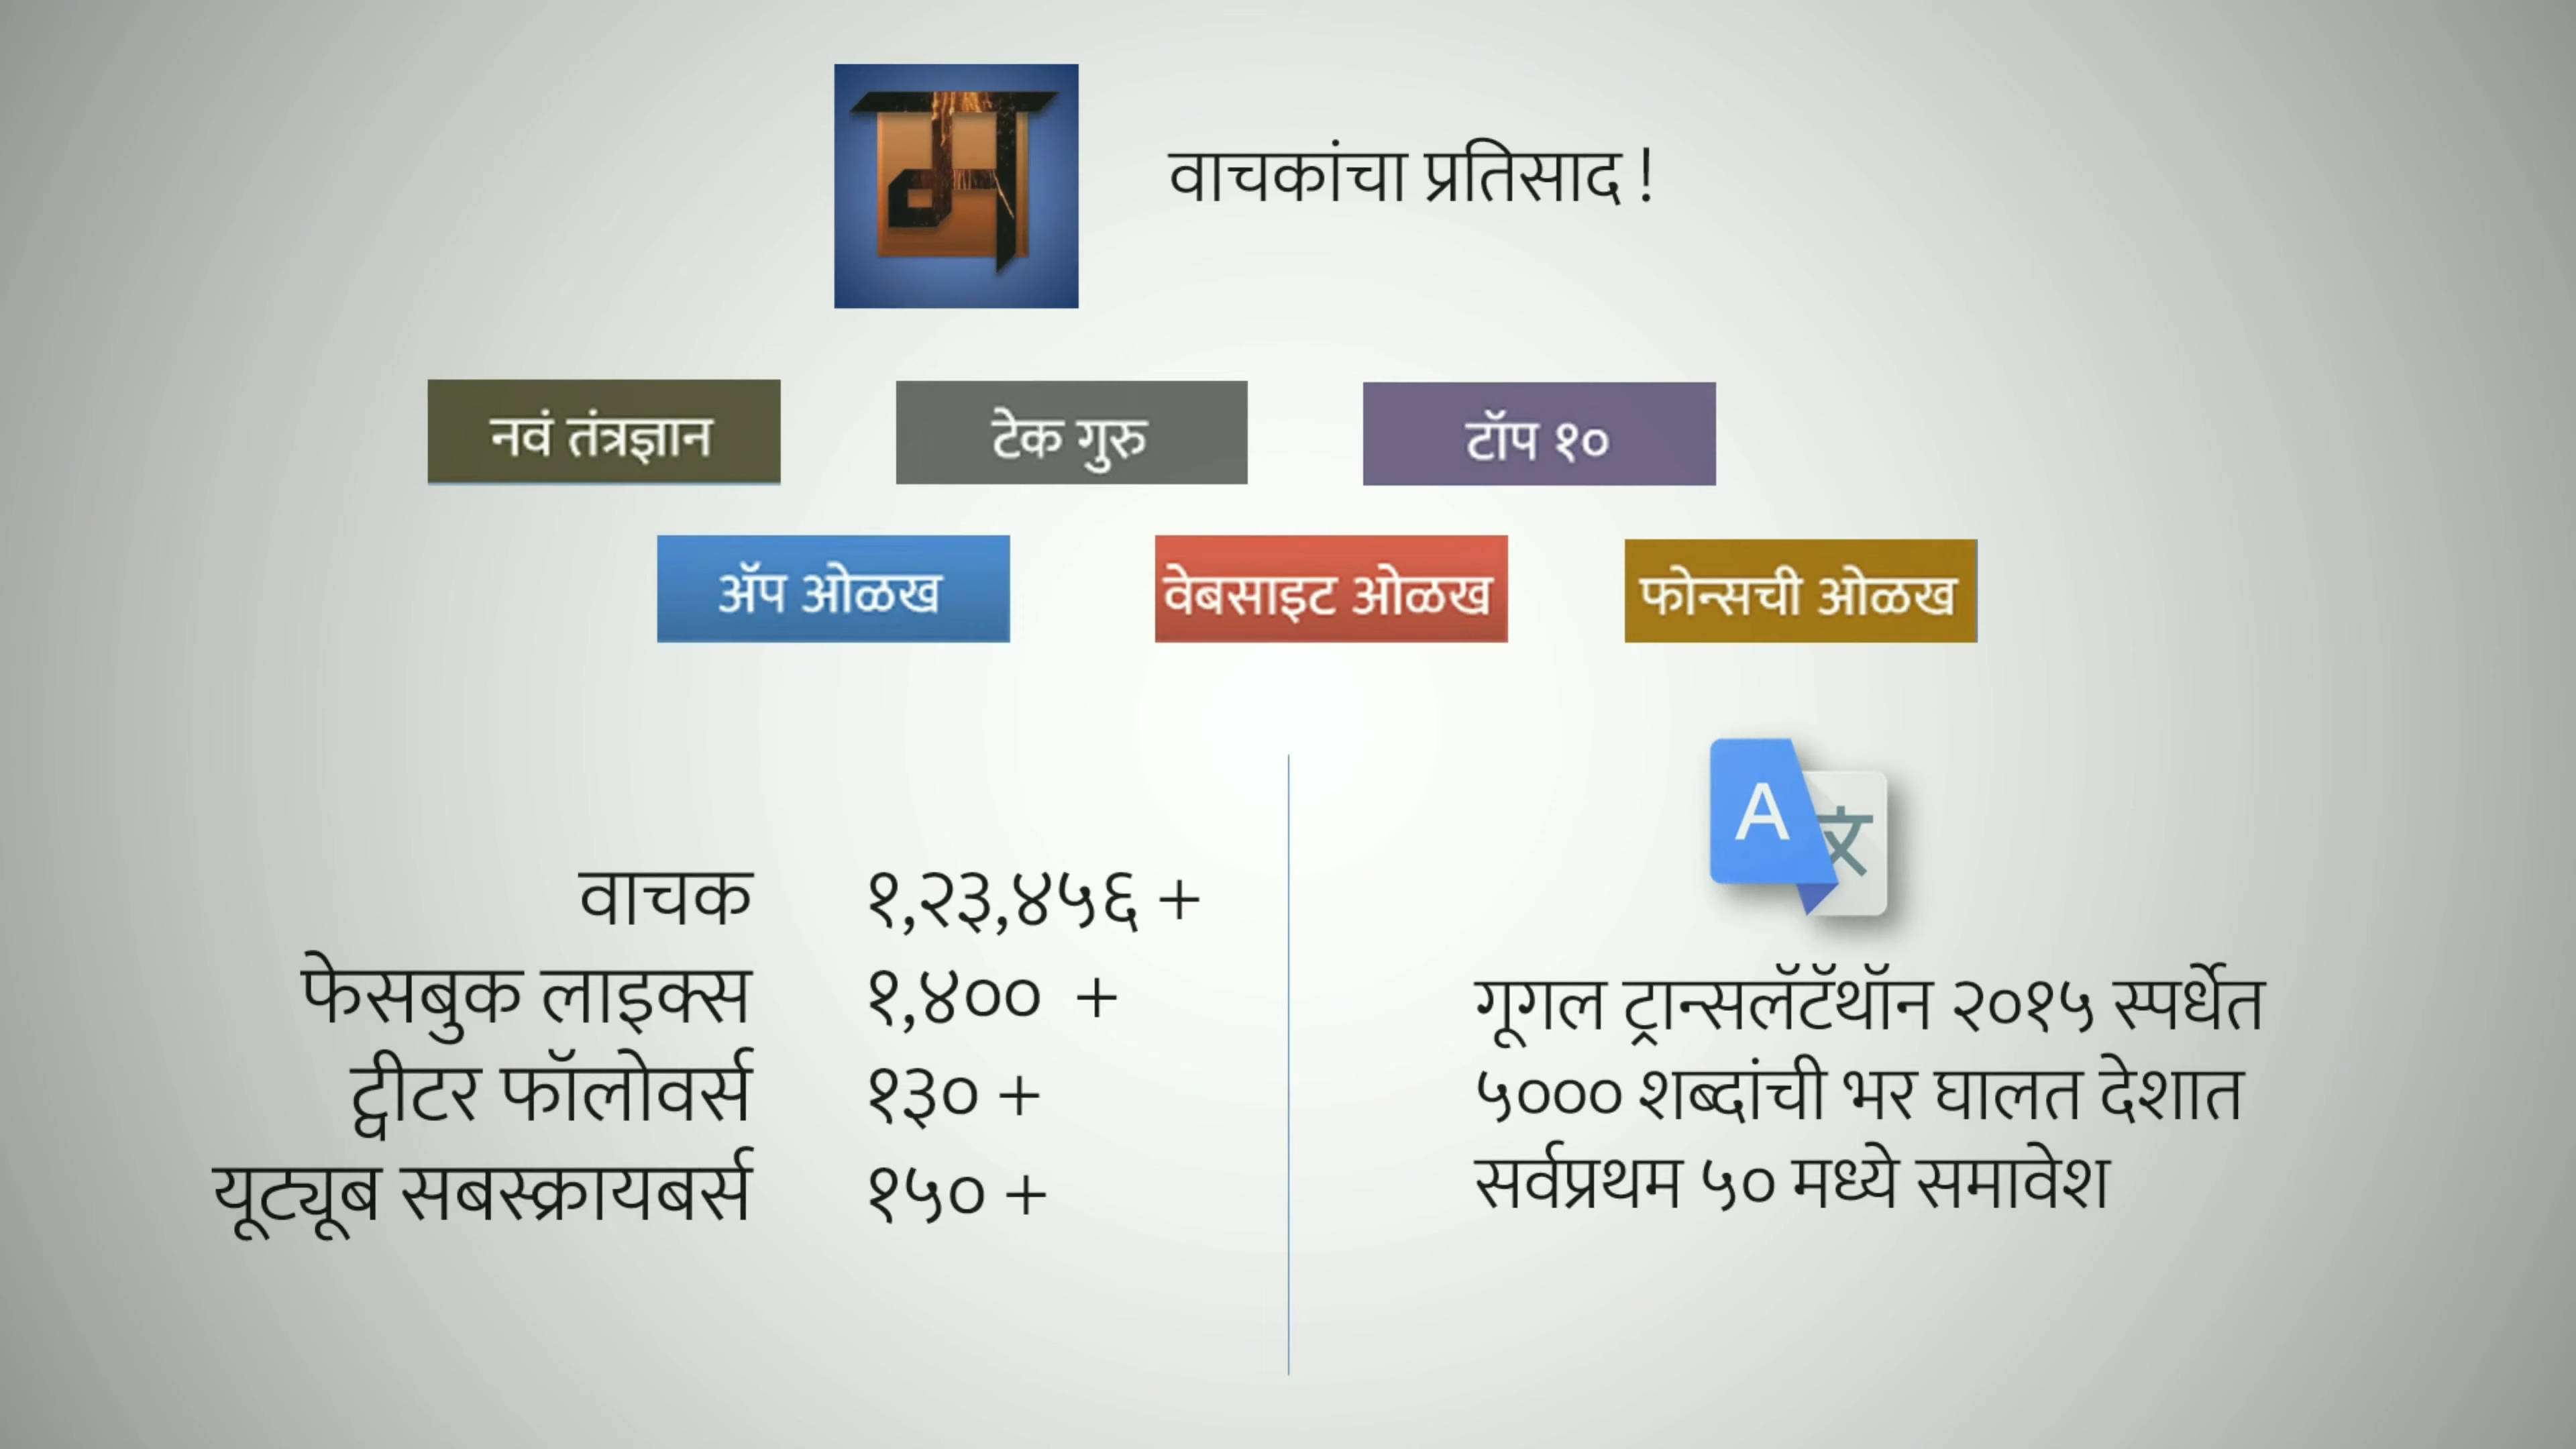 म
वाचकांचा प्रतिसाद !
नवं तंत्रज्ञान
टेक गुरु
टॉप १०
ॲप ओळख
वेबसाइट ओळख
फोन्सची ओळख
वाचक १,२३,४५६ +
फेसबुक लाइक्स १,४०० +
ट्वीटर फॉलोवर्स १३० +
यूट्यूब सबस्क्रायबर्स १५० +
A 文
गूगल ट्रान्सलॅटॅथॉन २०१५ स्पर्धेत
५००० शब्दांची भर घालत देशात
सर्वप्रथम ५० मध्ये समावेश